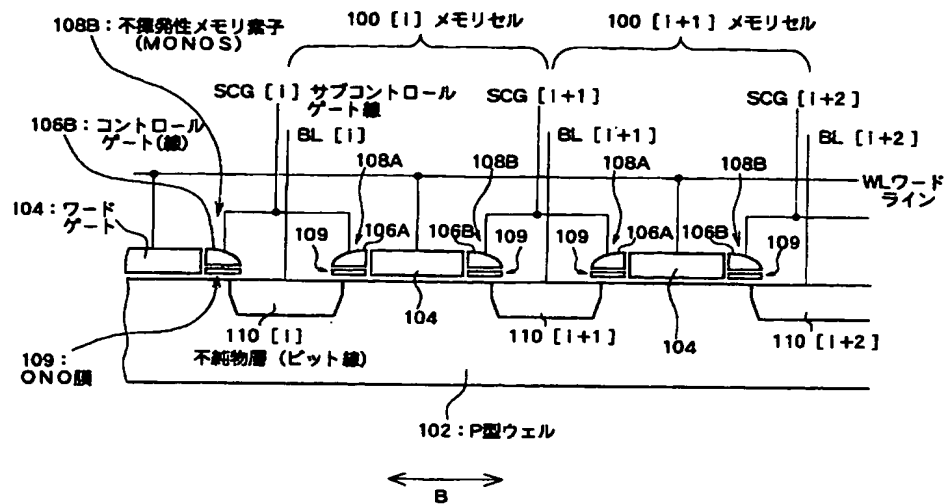 100 [i] メモリセル
100 [i+1] メモリセル
108B：不揮発性メモリ素子
(MONOS)
SCG [i] サブコントロール
ゲート線
SCG [i+1]
SCG [i+2]
106B：コントロール
ゲート(線)
BL [i]
BL [i+1]
BL [i+2]
108A
108B
108A
108B
WLワード
ライン
104：ワード
ゲート
109
106A
106B
109
109
106A
106B
109
110 [i]
104
110 [i+1]
104
110 [i+2]
不純物層 (ビット線)
109：
ONO膜
102：P型ウェル
B